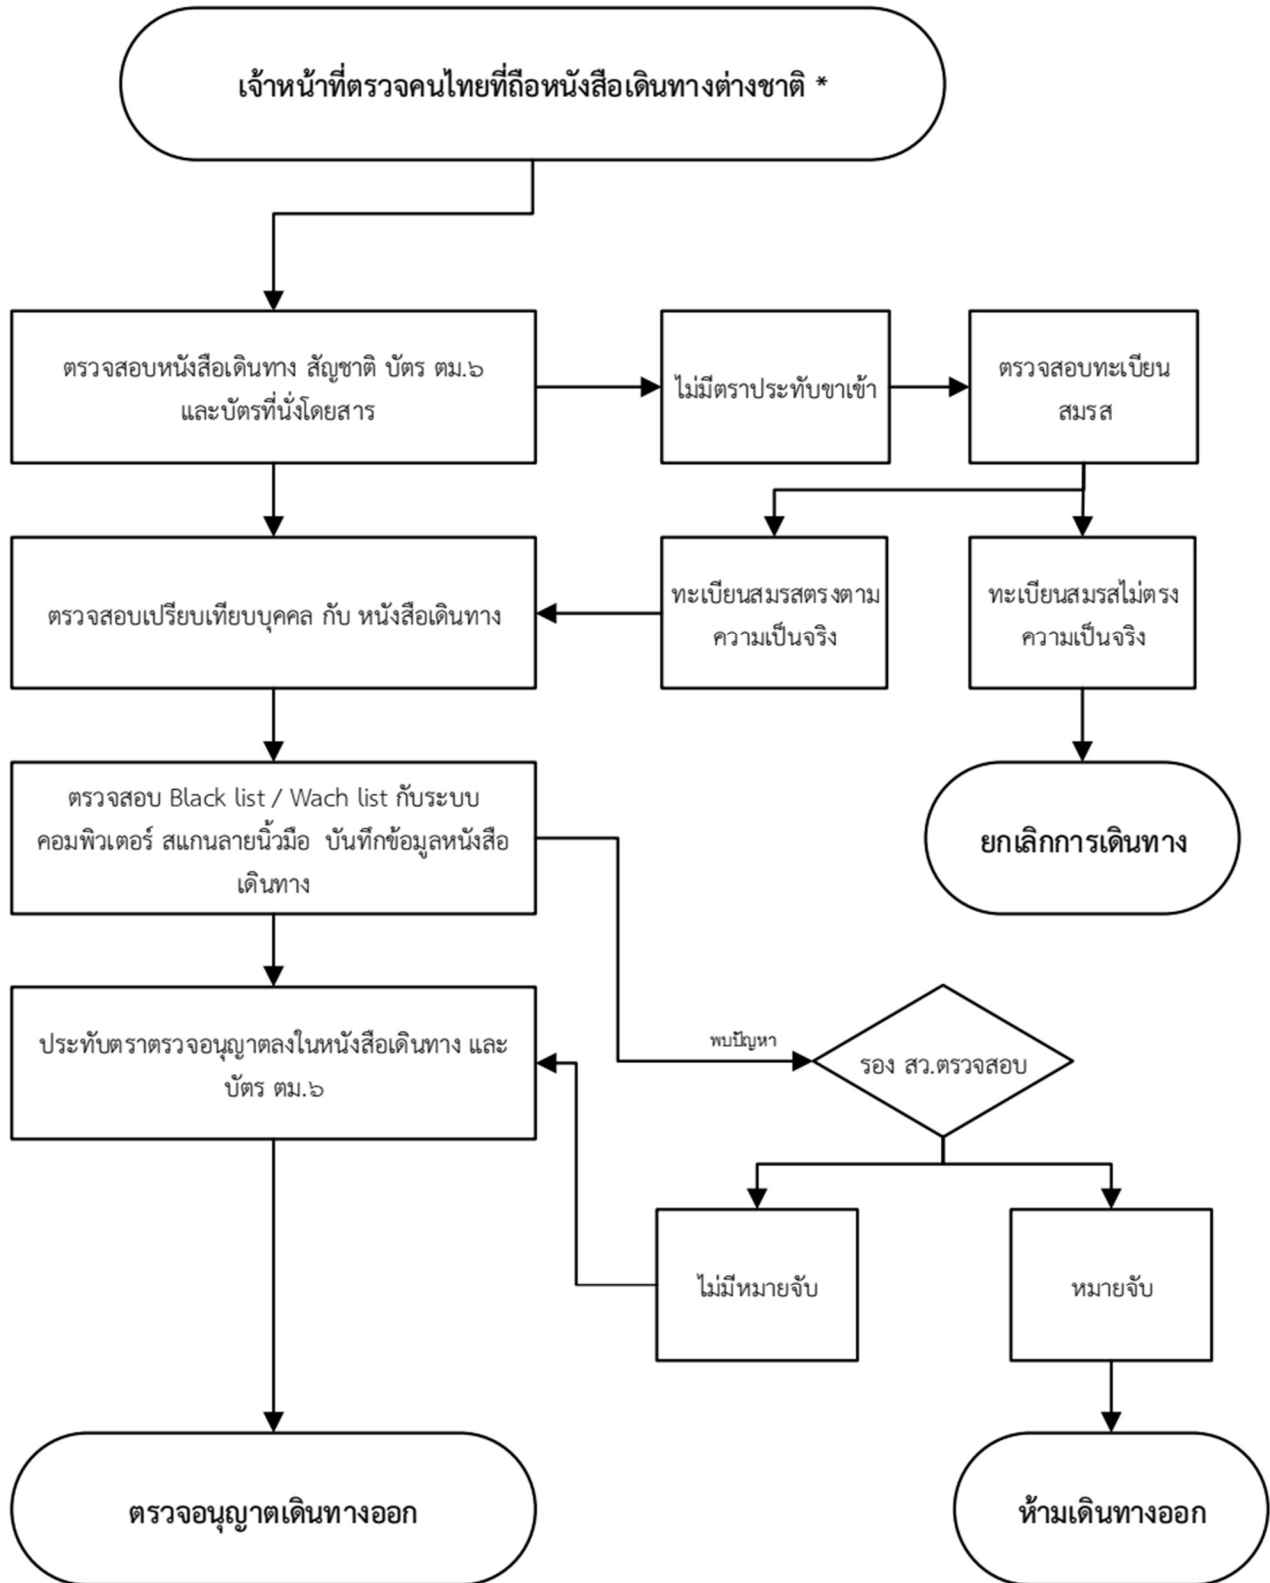 เจ้าหน้าที่ตรวจคนไทยที่ถือหนังสือเดินทางต่างชาติ *
ตรวจสอบหนังสือเดินทาง สัญชาติ บัตร ตม.๖
และบัตรที่นั่งโดยสาร
ไม่มีตราประทับขาเข้า
ตรวจสอบทะเบียน
สมรส
ตรวจสอบเปรียบเทียบบุคคล กับ หนังสือเดินทาง
ทะเบียนสมรสตรงตาม
ความเป็นจริง
ทะเบียนสมรสไม่ตรง
ความเป็นจริง
ตรวจสอบ Black list / Wach list กับระบบ
คอมพิวเตอร์ สแกนลายนิ้วมือ บันทึกข้อมูลหนังสือ
เดินทาง
ยกเลิกการเดินทาง
ประทับตราตรวจอนุญาตลงในหนังสือเดินทาง และ
บัตร ตม.๖
พบปัญหา
รอง สว.ตรวจสอบ
ไม่มีหมายจับ
หมายจับ
ตรวจอนุญาตเดินทางออก
ห้ามเดินทางออก